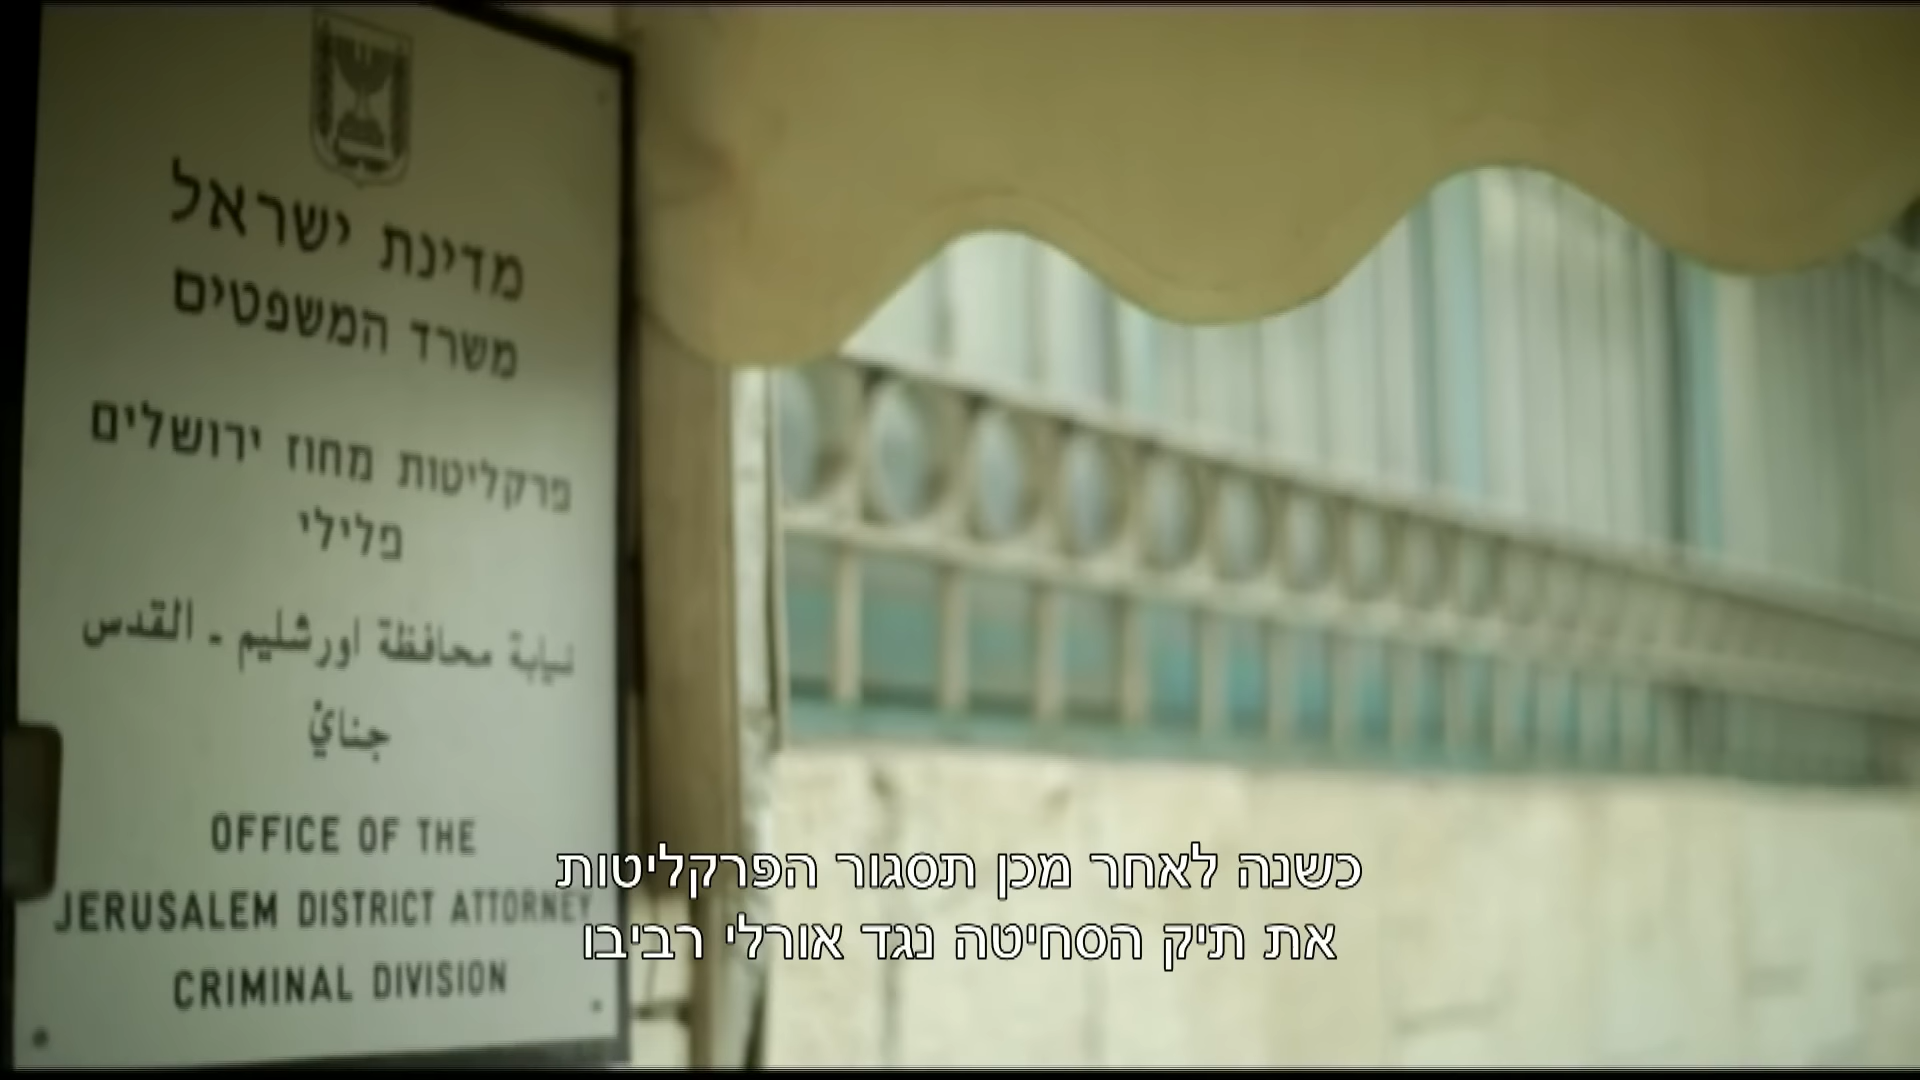 מדינת ישראל
משרד המשפטים
פרקליטות מחוז ירושלים
פלילי
نيابة محافظة اورشليم - القدس
جنائي
OFFICE OF THE
JERUSALEM DISTRICT ATTORNEY
CRIMINAL DIVISION
כשנה לאחר מכן תסגור הפרקליטות
את תיק הסחיטה נגד אורלי רביבו